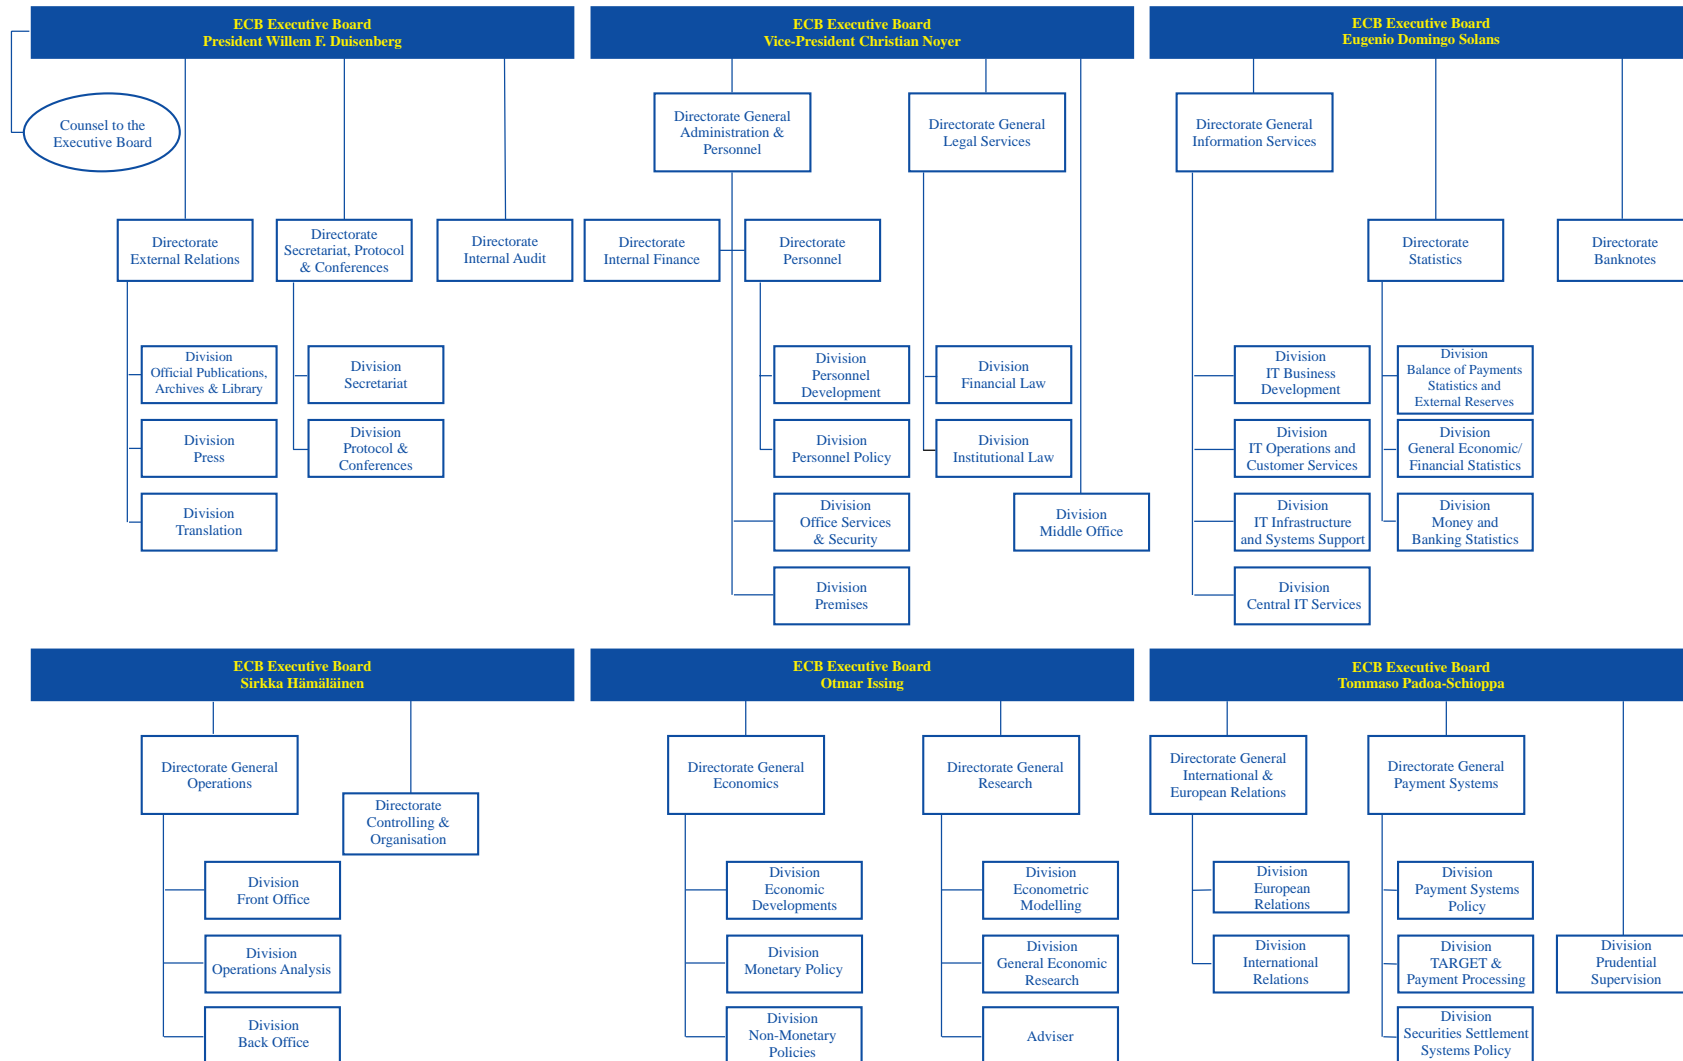 ECB Executive Board
President Willem F. Duisenberg
Counsel to the
Executive Board
Directorate
External Relations
Directorate
Secretariat, Protocol
& Conferences
Directorate
Internal Audit
Division
Official Publications,
Archives & Library
Division
Press
Division
Translation
Division
Secretariat
Division
Protocol &
Conferences
ECB Executive Board
Vice-President Christian Noyer
Directorate General
Administration &
Personnel
Directorate General
Legal Services
Directorate
Internal Finance
Directorate
Personnel
Division
Personnel
Development
Division
Personnel Policy
Division
Office Services
& Security
Division
Premises
Division
Financial Law
Division
Institutional Law
Division
Middle Office
ECB Executive Board
Eugenio Domingo Solans
Directorate General
Information Services
Directorate
Statistics
Directorate
Banknotes
Division
IT Business
Development
Division
IT Operations and
Customer Services
Division
IT Infrastructure
and Systems Support
Division
Central IT Services
Division
Balance of Payments
Statistics and
External Reserves
Division
General Economic/
Financial Statistics
Division
Money and
Banking Statistics
ECB Executive Board
Sirkka Hämäläinen
Directorate General
Operations
Directorate
Controlling &
Organisation
Division
Front Office
Division
Operations Analysis
Division
Back Office
ECB Executive Board
Otmar Issing
Directorate General
Economics
Directorate General
Research
Division
Economic
Developments
Division
Monetary Policy
Division
Non-Monetary
Policies
Division
Econometric
Modelling
Division
General Economic
Research
Adviser
ECB Executive Board
Tommaso Padoa-Schioppa
Directorate General
International &
European Relations
Directorate General
Payment Systems
Division
European
Relations
Division
International
Relations
Division
Payment Systems
Policy
Division
TARGET &
Payment Processing
Division
Securities Settlement
Systems Policy
Division
Prudential
Supervision